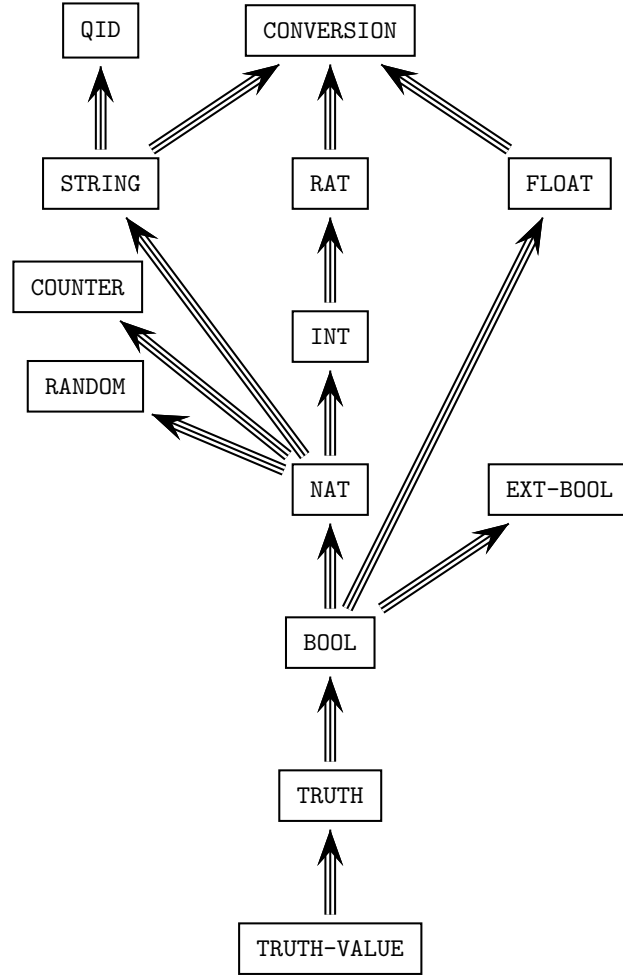 QID
CONVERSION
STRING
RAT
FLOAT
COUNTER
INT
RANDOM
NAT
EXT-BOOL
BOOL
TRUTH
TRUTH-VALUE